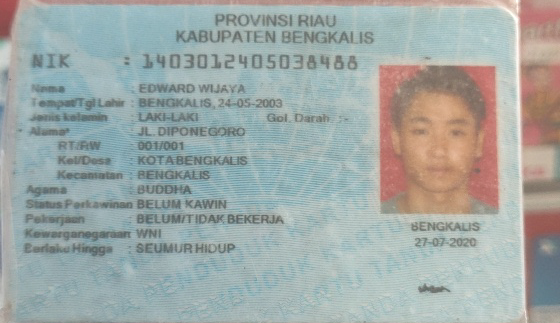 PROVINSI RIAU
KABUPATEN BENGKALIS
NIK : 1403012405038488
Nama : EDWARD WIJAYA
Tempat/Tgl Lahir : BENGKALIS, 24-05-2003
Jenis kelamin : LAKI-LAKI Gol. Darah :-
Alamat : JL. DIPONEGORO
RT/RW : 001/001
Kel/Desa : KOTA BENGKALIS
Kecamatan : BENGKALIS
Agama : BUDDHA
Status Perkawinan: BELUM KAWIN
Pekerjaan : BELUM/TIDAK BEKERJA
Kewarganegaraan: WNI
Berlaku Hingga : SEUMUR HIDUP
BENGKALIS
27-07-2020